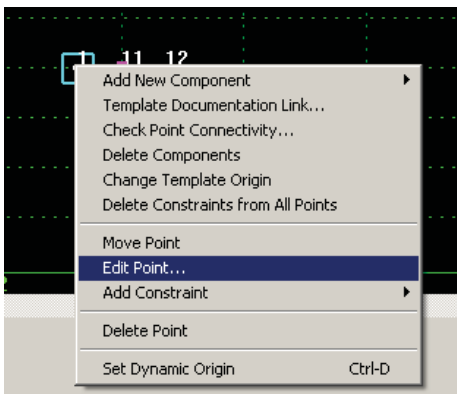 1 11 12
Add New Component
Template Documentation Link...
Check Point Connectivity...
Delete Components
Change Template Origin
Delete Constraints from All Points
Move Point
Edit Point...
Add Constraint
Delete Point
Set Dynamic Origin Ctrl-D